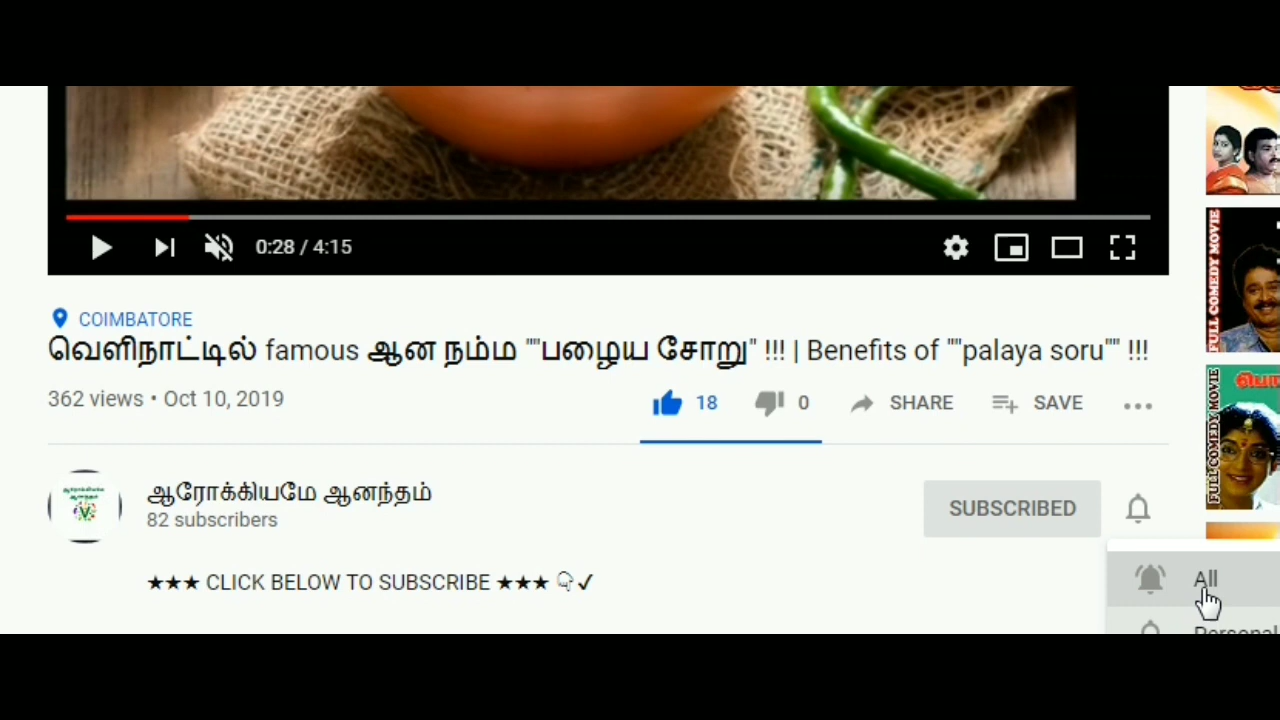 0:28 / 4:15
COIMBATORE
வெளிநாட்டில் famous ஆன நம்ம ""பழைய சோறு" !!! | Benefits of ""palaya soru"" !!!
362 views • Oct 10, 2019
18 0 SHARE SAVE
ஆரோக்கியமே ஆனந்தம்
82 subscribers
SUBSCRIBED
★★★ CLICK BELOW TO SUBSCRIBE ★★★ 👇✓
All
Personal
FULL COMEDY MOVIE
FULL COMEDY MOVIE